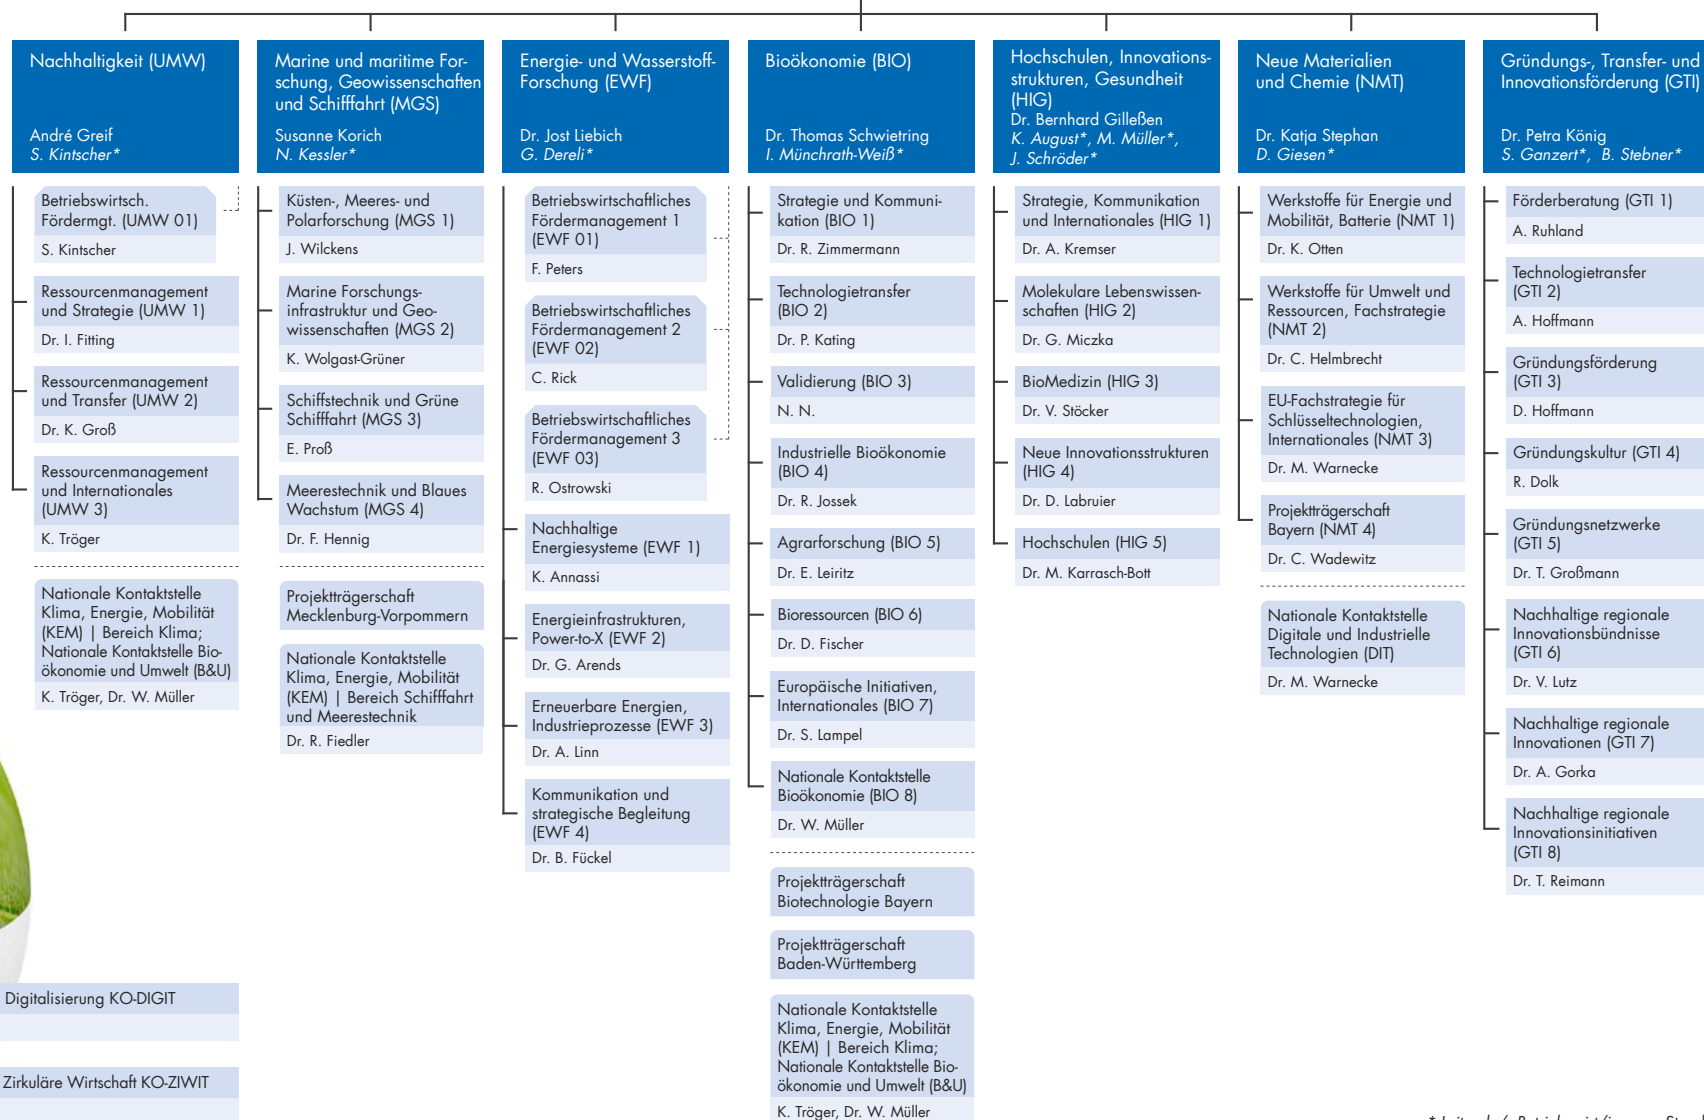 Nachhaltigkeit (UMW)
André Greif
S. Kintscher*
Betriebswirtsch.
Fördermgt. (UMW 01)
S. Kintscher
Ressourcenmanagement
und Strategie (UMW 1)
Dr. I. Fitting
Ressourcenmanagement
und Transfer (UMW 2)
Dr. K. Groß
Ressourcenmanagement
und Internationales
(UMW 3)
K. Tröger
Nationale Kontaktstelle
Klima, Energie, Mobilität
(KEM) | Bereich Klima;
Nationale Kontaktstelle Bio-
ökonomie und Umwelt (B&U)
K. Tröger, Dr. W. Müller
Digitalisierung KO-DIGIT
Zirkuläre Wirtschaft KO-ZIWIT
Marine und maritime For-
schung, Geowissenschaften
und Schifffahrt (MGS)
Susanne Korich
N. Kessler*
Küsten-, Meeres- und
Polarforschung (MGS 1)
J. Wilckens
Marine Forschungs-
infrastruktur und Geo-
wissenschaften (MGS 2)
K. Wolgast-Grüner
Schiffstechnik und Grüne
Schifffahrt (MGS 3)
E. Proß
Meerestechnik und Blaues
Wachstum (MGS 4)
Dr. F. Hennig
Projektträgerschaft
Mecklenburg-Vorpommern
Nationale Kontaktstelle
Klima, Energie, Mobilität
(KEM) | Bereich Schifffahrt
und Meerestechnik
Dr. R. Fiedler
Energie- und Wasserstoff-
Forschung (EWF)
Dr. Jost Liebich
G. Dereli*
Betriebswirtschaftliches
Fördermanagement 1
(EWF 01)
F. Peters
Betriebswirtschaftliches
Fördermanagement 2
(EWF 02)
C. Rick
Betriebswirtschaftliches
Fördermanagement 3
(EWF 03)
R. Ostrowski
Nachhaltige
Energiesysteme (EWF 1)
K. Annassi
Energieinfrastrukturen,
Power-to-X (EWF 2)
Dr. G. Arends
Erneuerbare Energien,
Industrieprozesse (EWF 3)
Dr. A. Linn
Kommunikation und
strategische Begleitung
(EWF 4)
Dr. B. Fückel
Bioökonomie (BIO)
Dr. Thomas Schwietring
I. Münchrath-Weiß*
Strategie und Kommuni-
kation (BIO 1)
Dr. R. Zimmermann
Technologietransfer
(BIO 2)
Dr. P. Kating
Validierung (BIO 3)
N. N.
Industrielle Bioökonomie
(BIO 4)
Dr. R. Jossek
Agrarforschung (BIO 5)
Dr. E. Leiritz
Bioressourcen (BIO 6)
Dr. D. Fischer
Europäische Initiativen,
Internationales (BIO 7)
Dr. S. Lampel
Nationale Kontaktstelle
Bioökonomie (BIO 8)
Dr. W. Müller
Projektträgerschaft
Biotechnologie Bayern
Projektträgerschaft
Baden-Württemberg
Nationale Kontaktstelle
Klima, Energie, Mobilität
(KEM) | Bereich Klima;
Nationale Kontaktstelle Bio-
ökonomie und Umwelt (B&U)
K. Tröger, Dr. W. Müller
Hochschulen, Innovations-
strukturen, Gesundheit
(HIG)
Dr. Bernhard Gilleßen
K. August*, M. Müller*,
J. Schröder*
Strategie, Kommunikation
und Internationales (HIG 1)
Dr. A. Kremser
Molekulare Lebenswissen-
schaften (HIG 2)
Dr. G. Miczka
BioMedizin (HIG 3)
Dr. V. Stöcker
Neue Innovationsstrukturen
(HIG 4)
Dr. D. Labruier
Hochschulen (HIG 5)
Dr. M. Karrasch-Bott
Neue Materialien
und Chemie (NMT)
Dr. Katja Stephan
D. Giesen*
Werkstoffe für Energie und
Mobilität, Batterie (NMT 1)
Dr. K. Otten
Werkstoffe für Umwelt und
Ressourcen, Fachstrategie
(NMT 2)
Dr. C. Helmbrecht
EU-Fachstrategie für
Schlüsseltechnologien,
Internationales (NMT 3)
Dr. M. Warnecke
Projektträgerschaft
Bayern (NMT 4)
Dr. C. Wadewitz
Nationale Kontaktstelle
Digitale und Industrielle
Technologien (DIT)
Dr. M. Warnecke
Gründungs-, Transfer- und
Innovationsförderung (GTI)
Dr. Petra König
S. Ganzert*, B. Stebner*
Förderberatung (GTI 1)
A. Ruhland
Technologietransfer
(GTI 2)
A. Hoffmann
Gründungsförderung
(GTI 3)
D. Hoffmann
Gründungskultur (GTI 4)
R. Dolk
Gründungsnetzwerke
(GTI 5)
Dr. T. Großmann
Nachhaltige regionale
Innovationsbündnisse
(GTI 6)
Dr. V. Lutz
Nachhaltige regionale
Innovationen (GTI 7)
Dr. A. Gorka
Nachhaltige regionale
Innovationsinitiativen
(GTI 8)
Dr. T. Reimann